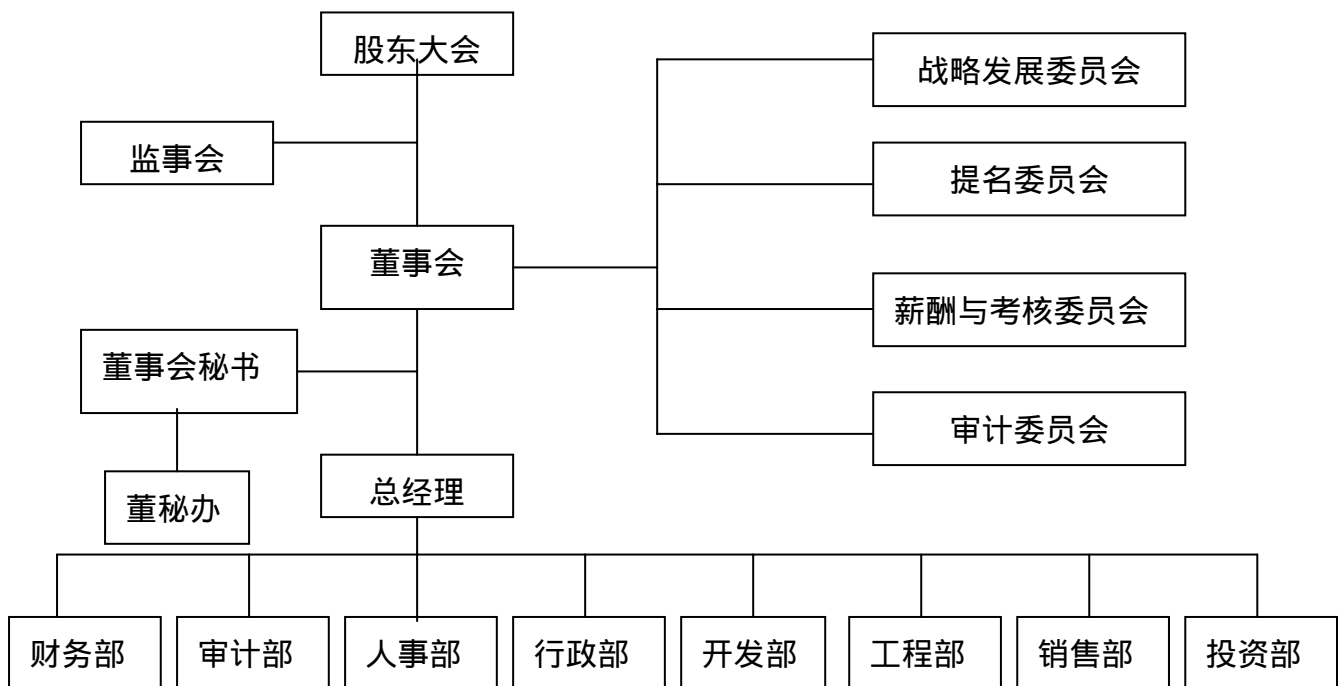 股东大会
战略发展委员会
监事会
提名委员会
董事会
薪酬与考核委员会
董事会秘书
审计委员会
总经理
董秘办
财务部
审计部
人事部
行政部
开发部
工程部
销售部
投资部